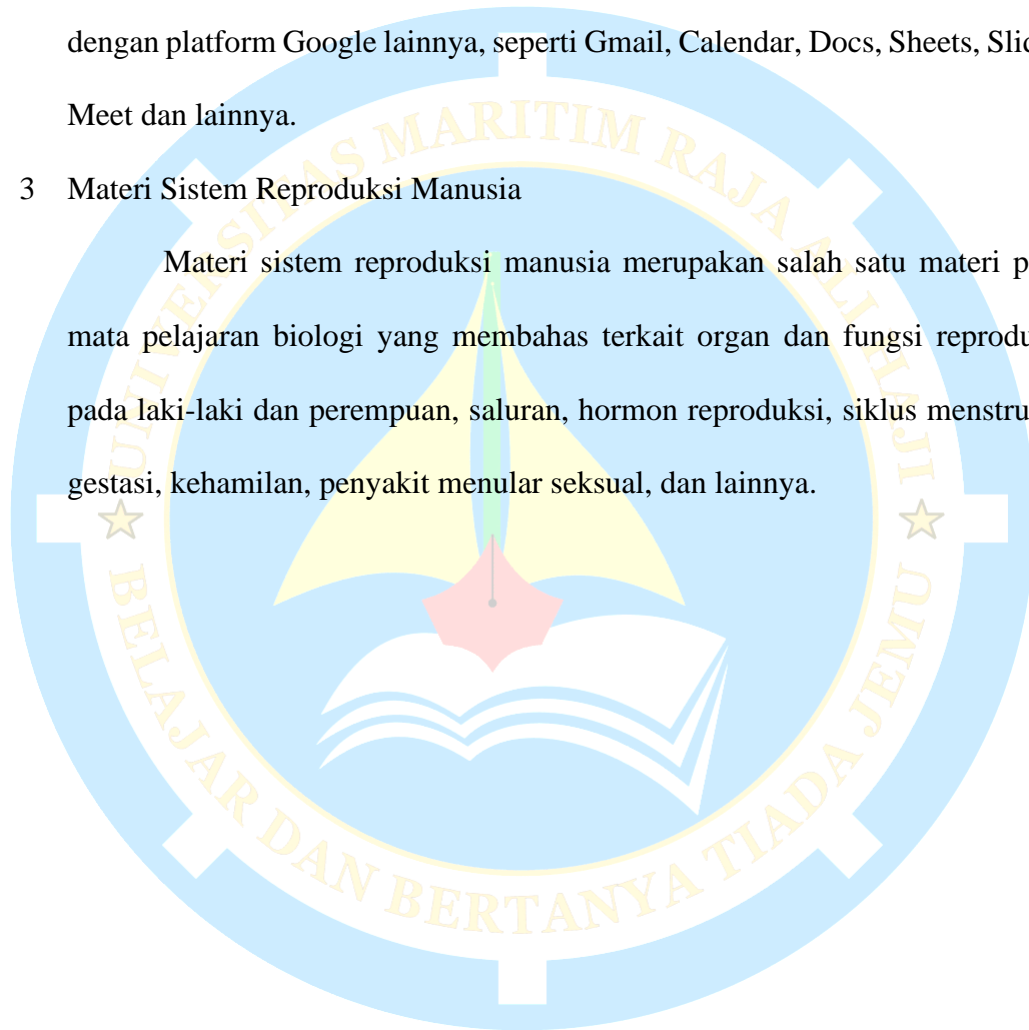 dengan platform Google lainnya, seperti Gmail, Calendar, Docs, Sheets,
Meet dan lainnya.
3 Materi Sistem Reproduksi Manusia
Materi sistem reproduksi manusia merupakan salah satu materi
mata pelajaran biologi yang membahas terkait organ dan fungsi
pada laki-laki dan perempuan, saluran, hormon reproduksi, siklus
gestasi, kehamilan, penyakit menular seksual, dan lainnya.
UNIVERSITAS MARITIM RAJA ALI HAJI
BELAJAR DAN BERTANYA TIADA JEMU